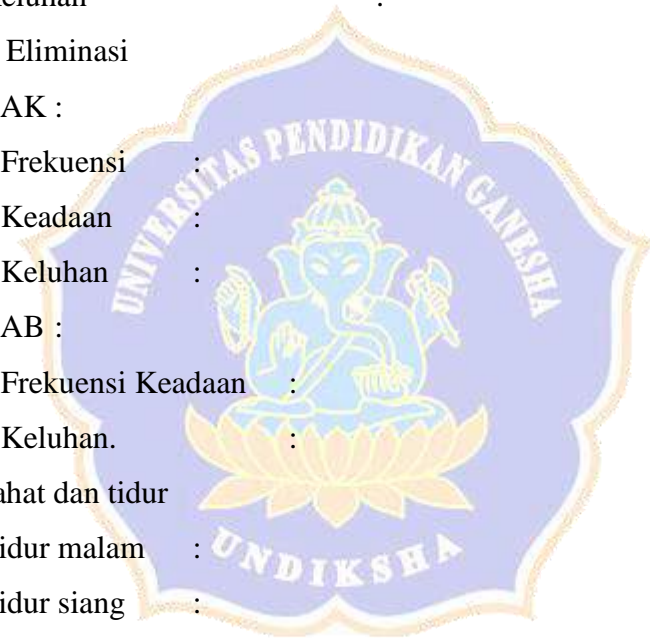 Eliminasi
AK :
Frekuensi :
Keadaan :
Keluhan :
AB :
Frekuensi Keadaan :
Keluhan. :
ahat dan tidur
idur malam :
idur siang :
UNIVERSITAS PENDIDIKAN GANESHA
UNDIKSHA